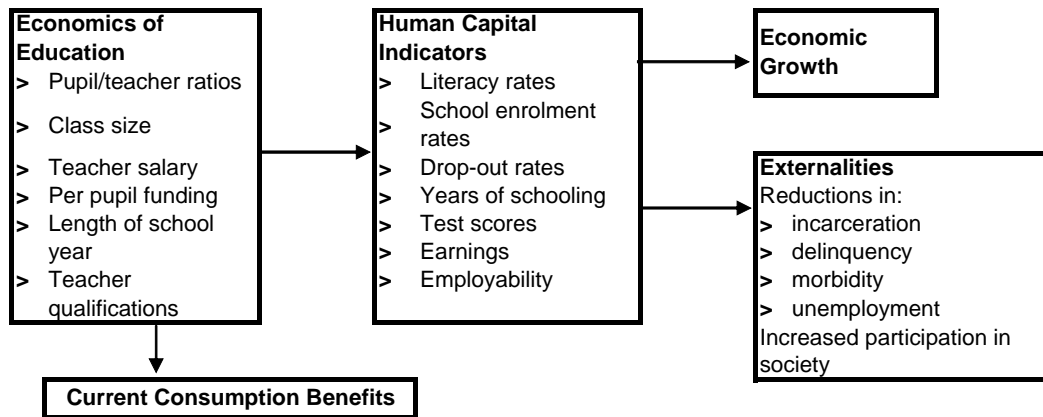 Economics of
Education
> Pupil/teacher ratios
> Class size
> Teacher salary
> Per pupil funding
> Length of school
year
> Teacher
qualifications
Human Capital
Indicators
> Literacy rates
> School enrolment
rates
> Drop-out rates
> Years of schooling
> Test scores
> Earnings
> Employability
Economic
Growth
Externalities
Reductions in:
> incarceration
> delinquency
> morbidity
> unemployment
Increased participation in
society
Current Consumption Benefits